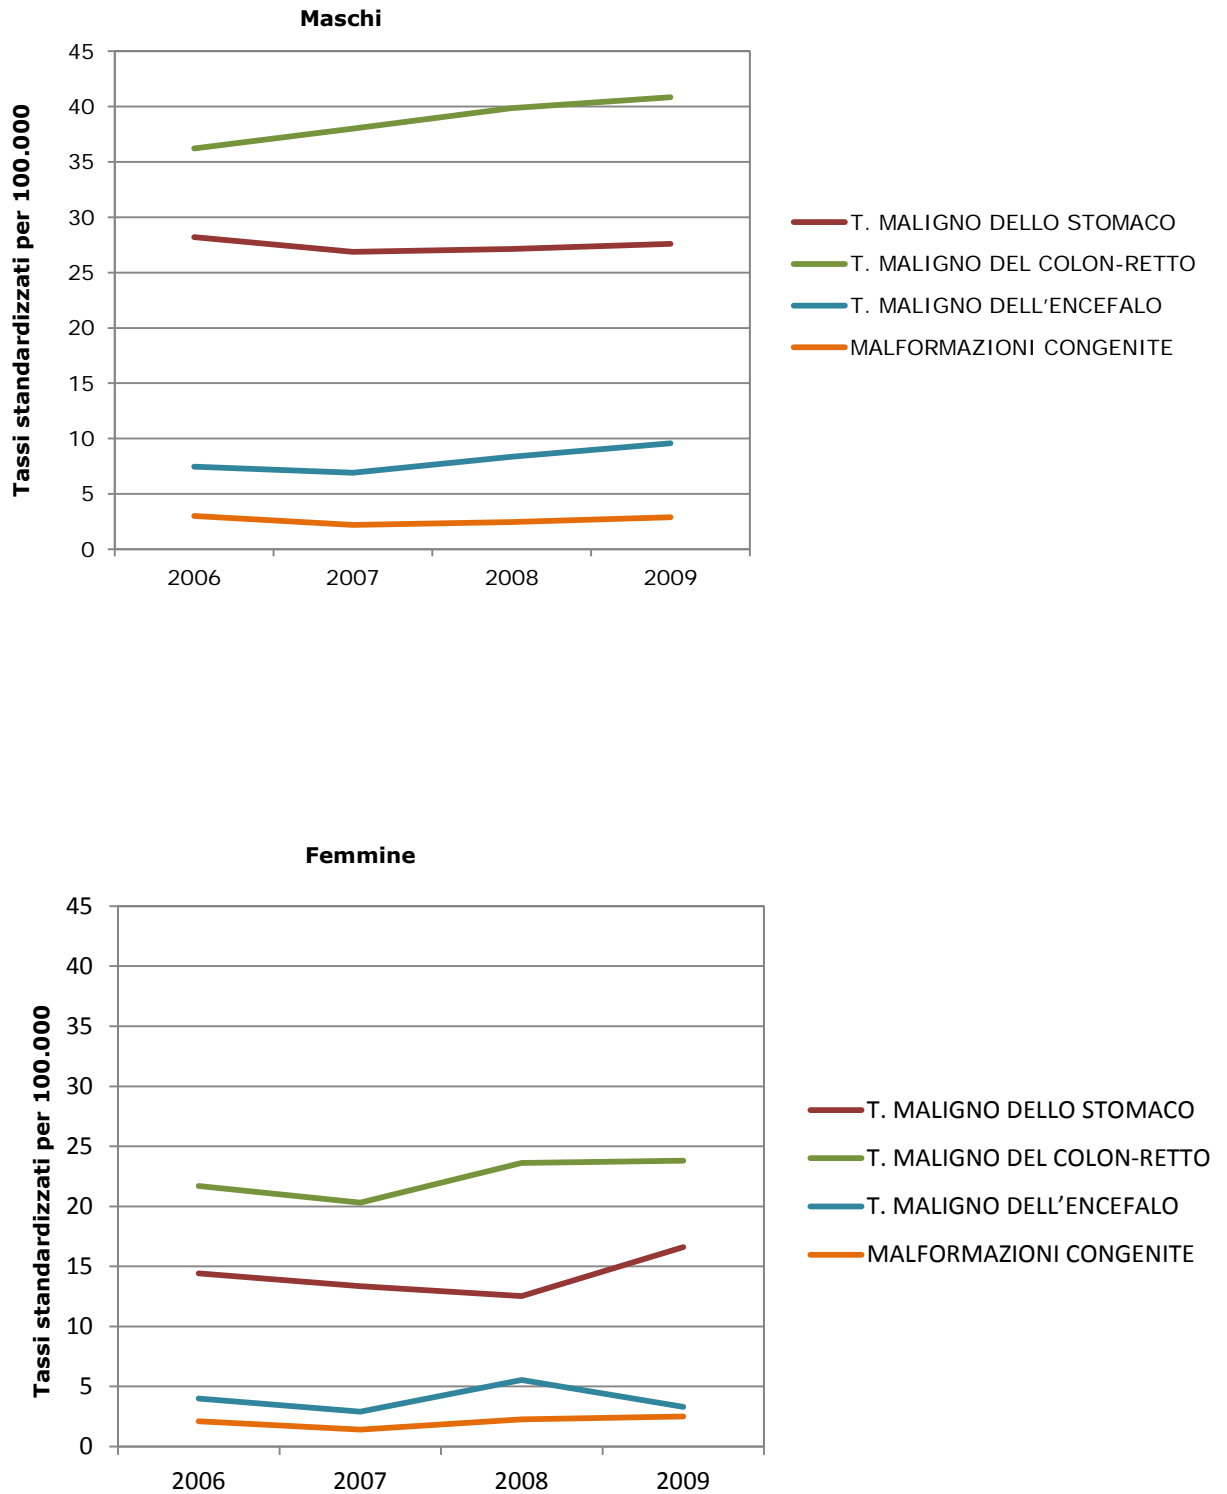 Maschi
Tassi standardizzati per 100.000
45
40
35
30
25
20
15
10
5
0
2006 2007 2008 2009
T. MALIGNO DELLO STOMACO
T. MALIGNO DEL COLON-RETTO
T. MALIGNO DELL'ENCEFALO
MALFORMAZIONI CONGENITE
Femmine
Tassi standardizzati per 100.000
45
40
35
30
25
20
15
10
5
0
2006 2007 2008 2009
T. MALIGNO DELLO STOMACO
T. MALIGNO DEL COLON-RETTO
T. MALIGNO DELL’ENCEFALO
MALFORMAZIONI CONGENITE